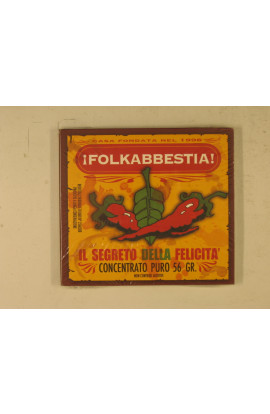 CASA FONDATA NEL 1996
¡FOLKABBESTIA!
IL SEGRETO DELLA FELICITA'
CONCENTRATO PURO 56 GR.